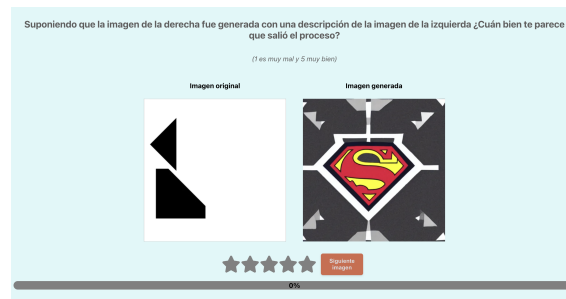 Suponiendo que la imagen de la derecha fue generada con una descripción de la imagen de la izquierda ¿Cuán bien te parece
que salió el proceso?
(1 es muy mal y 5 muy bien)
Imagen original Imagen generada
S
Siguiente
imagen
0%